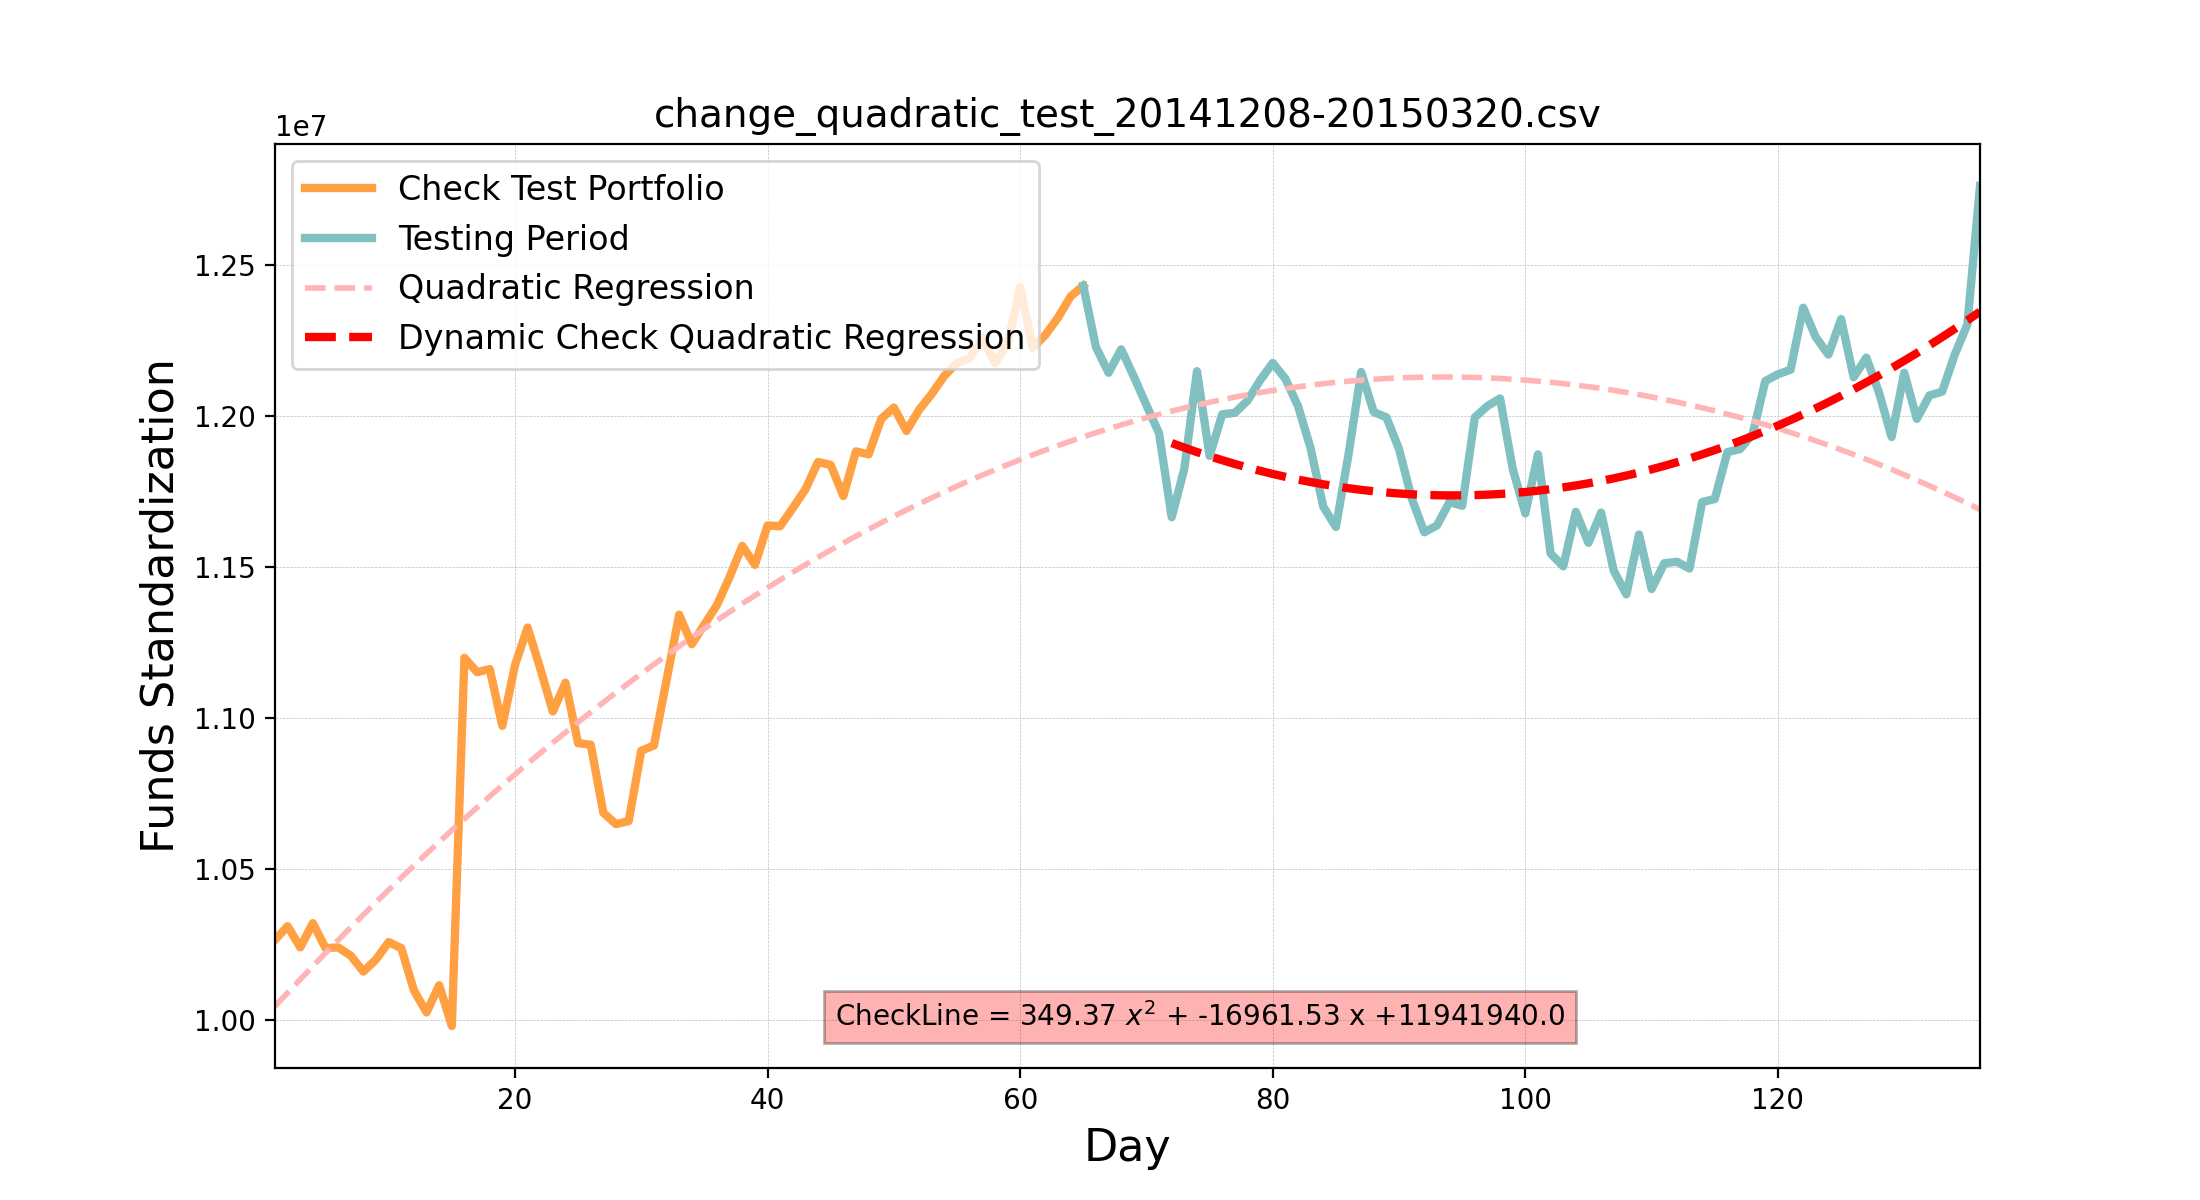 change_quadratic_test_20141208-20150320.csv
1e7
Check Test Portfolio
Testing Period
Quadratic Regression
Dynamic Check Quadratic Regression
Funds Standardization
1.25
1.20
1.15
1.10
1.05
1.00
CheckLine = 349.37 x² + -16961.53 x +11941940.0
20 40 60 80 100 120
Day